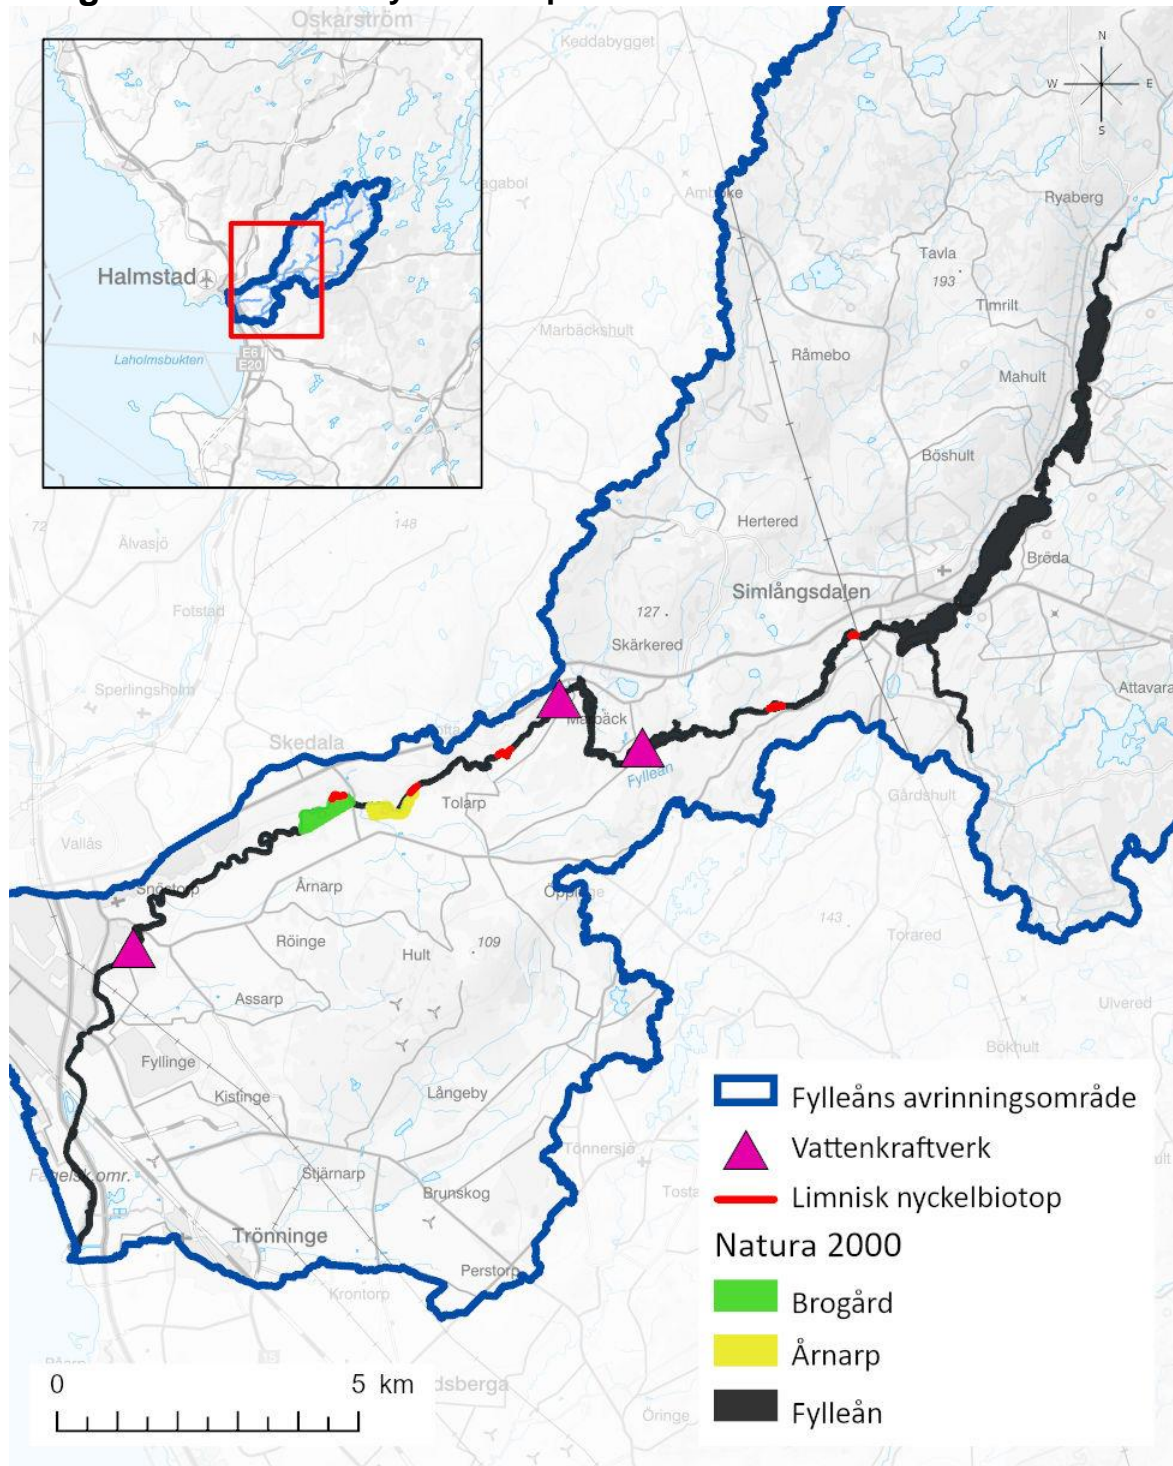 Oskarström
Keddabygget
N
W E
S
Ryaberg
Tavla
193
Timrilt
Råmebo
Mahult
Böshult
Marbäckshult
Halmstad
Laholmsbukten
E6
E20
72
Älvasjö
148
Hertered
Bröda
Simlångsdalen
Fotstad
127
Skärkered
Attavara
Sperlingsholm
Marbäck
Skedala
Fylleån
Gårdshult
Tolarp
Vallås
Snöstorp
Årnarp
143
Torared
Röinge
Hult
109
Assarp
Ulvered
Bökhult
Fyllinge
Kistinge
Långeby
Tönnersjö
Stjärnarp
Brunskog
Trönninge
Perstorp
Krontorp
Öringe
Fylleåns avrinningsområde
Vattenkraftverk
Limnisk nyckelbiotop
Natura 2000
Brogård
Årnarp
Fylleån
0 5 km